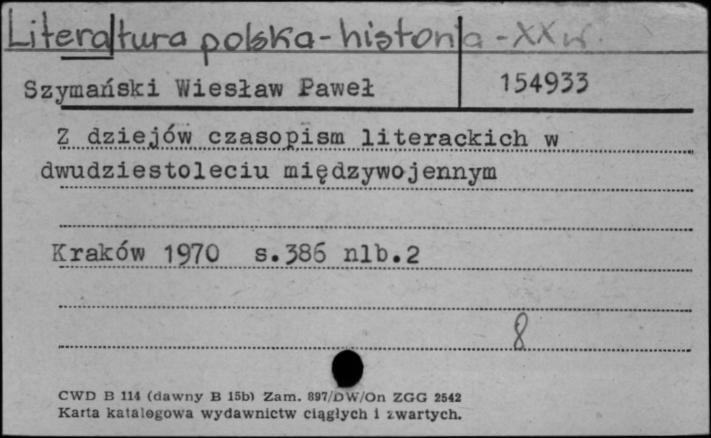 Literatura polska - historia - XX w.
Szymański Wiesław Paweł 154933
Z dziejów czasopism literackich w
dwudziestoleciu międzywojennym
Kraków 1970 s.386 nlb.2
8
CWD B 114 (dawny B 15b) Zam. 897/DW/On ZGG 2542
Karta katalogowa wydawnictw ciągłych i zwartych.